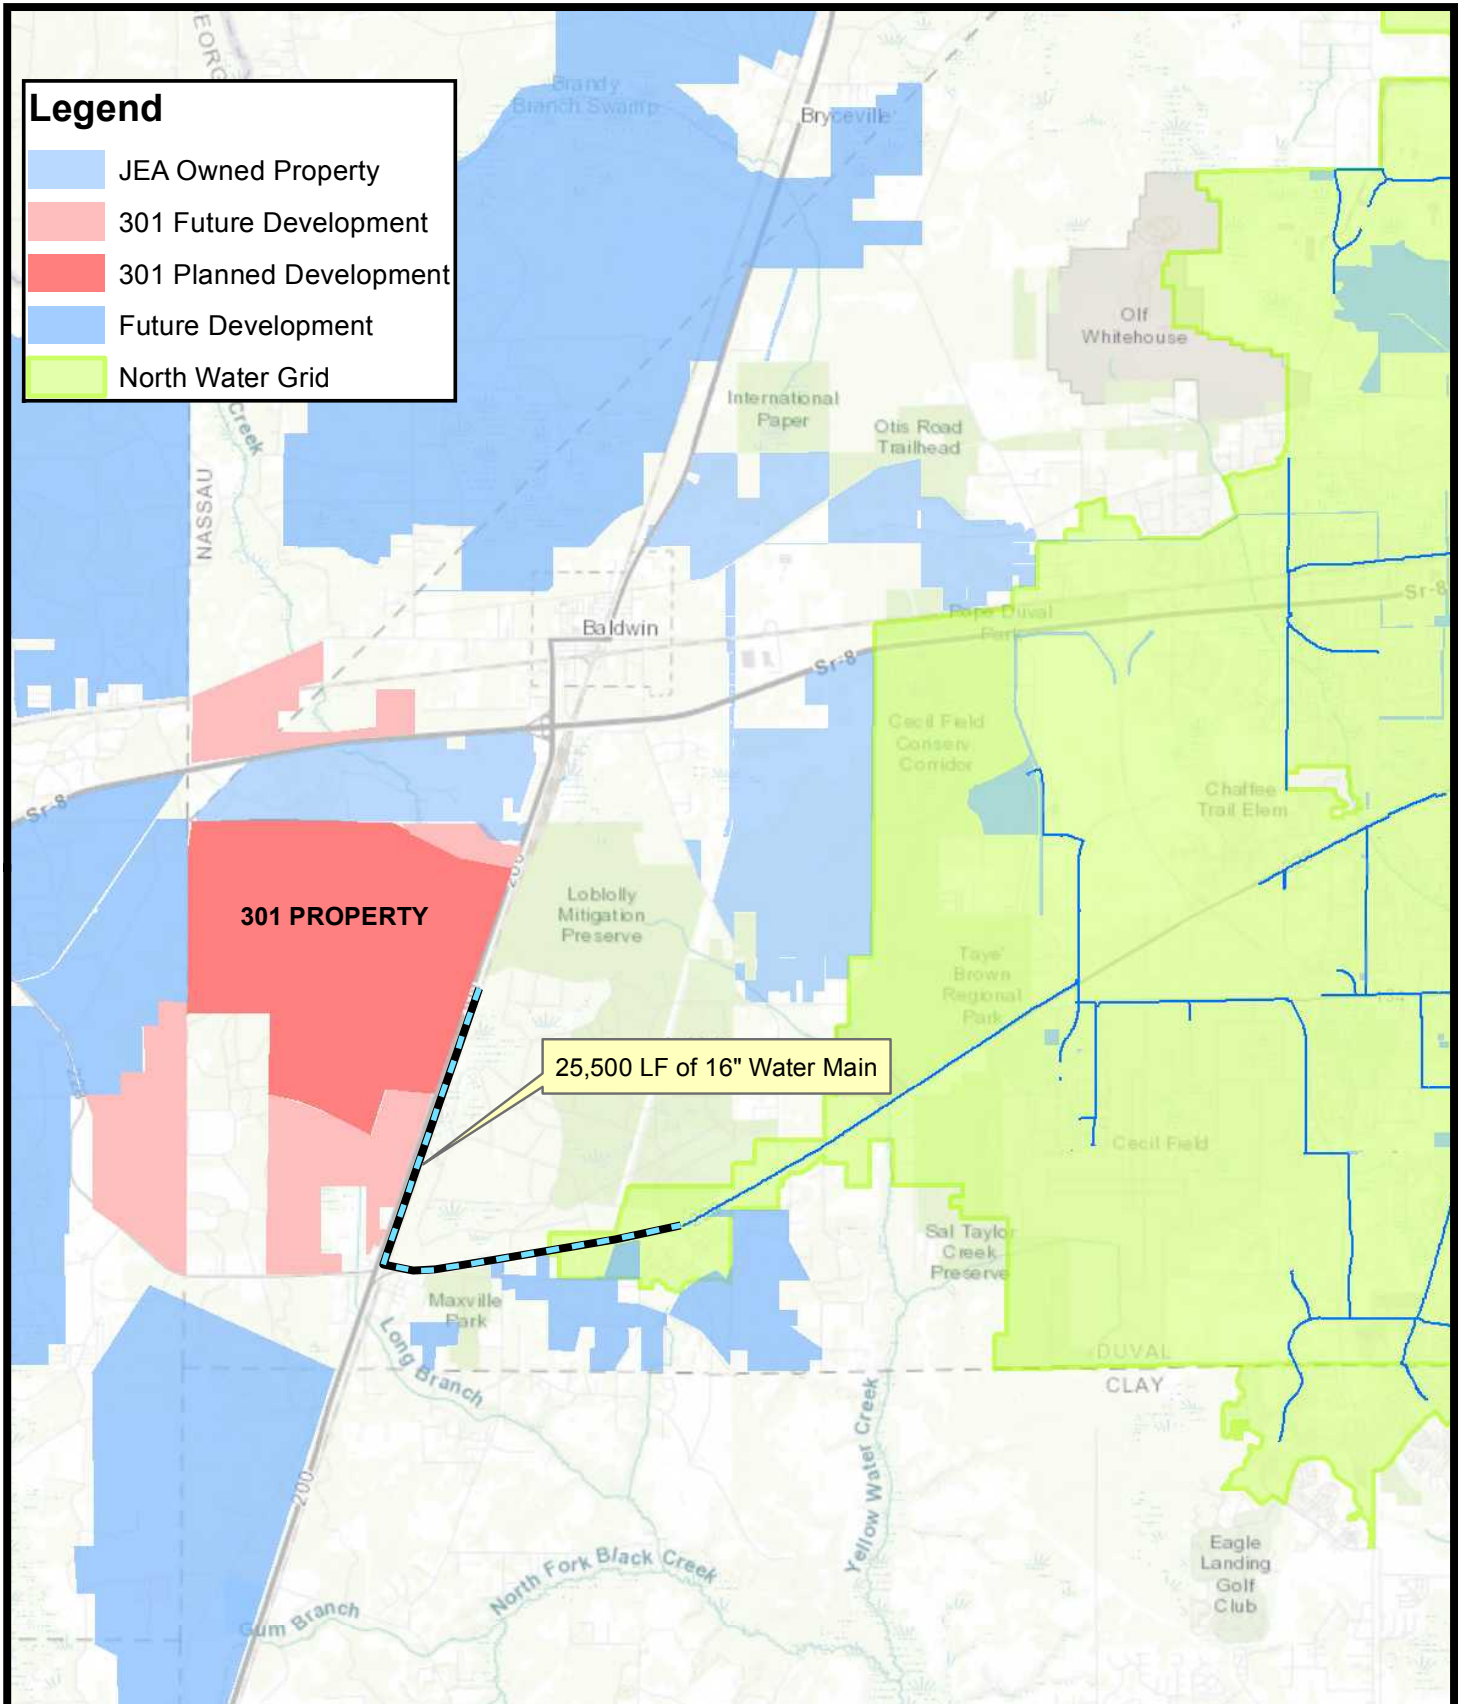 EORG
Legend
JEA Owned Property
301 Future Development
301 Planned Development
Future Development
North Water Grid
Brandy
Branch Swamp
Bryceville
Olf
Whitehouse
International
Paper
Otis Road
Trailhead
Creek
NASSAU
Baldwin
Pope Duval
Park
Sr-8
Sr-8
Sr-8
Cecil Field
Conserv
Corridor
Chaffee
Trail Elem
200
301 PROPERTY
Loblolly
Mitigation
Preserve
Taye'
Brown
Regional
Park
134
228
25,500 LF of 16" Water Main
Cecil Field
Sal Taylor
Creek
Preserve
Maxville
Park
Long Branch
DUVAL
CLAY
Yellow Water Creek
200
North Fork Black Creek
Gum Branch
Eagle
Landing
Golf
Club